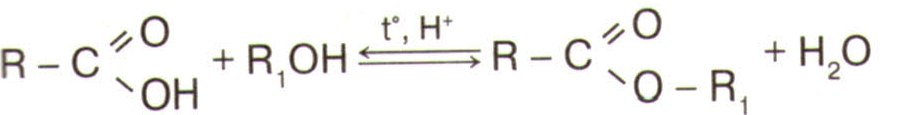 R – C =O OH + R₁OH t°, H⁺ ⇌ R – C =O O – R₁ + H₂O